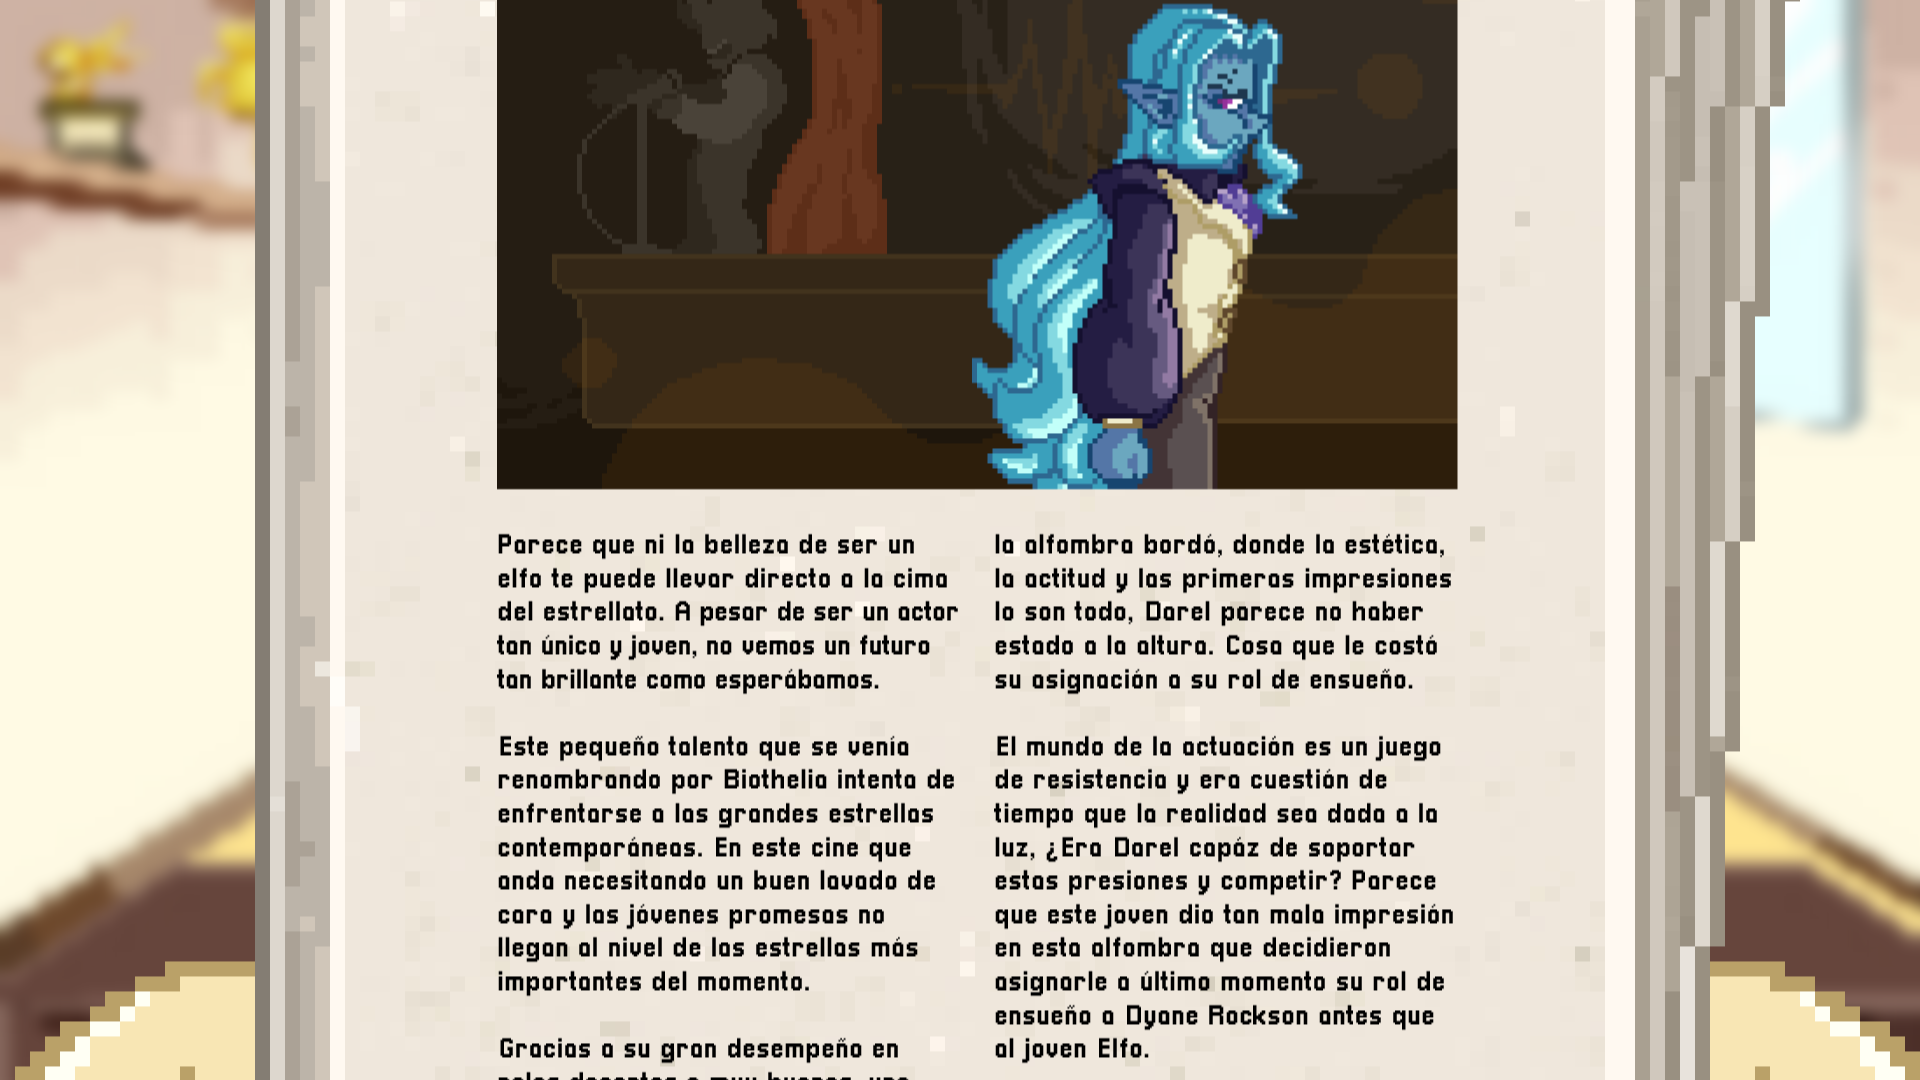 Parece que ni la belleza de ser un
elfo te puede llevar directo a la cima
del estrellato. A pesar de ser un actor
tan único y joven, no vemos un futuro
tan brillante como esperábamos.
Este pequeño talento que se venía
renombrando por Biothelia intenta de
enfrentarse a las grandes estrellas
contemporáneas. En este cine que
anda necesitando un buen lavado de
cara y las jóvenes promesas no
llegan al nivel de las estrellas más
importantes del momento.
Gracias a su gran desempeño en
la alfombra bordó, donde la estética,
la actitud y las primeras impresiones
lo son todo, Darel parece no haber
estado a la altura. Cosa que le costó
su asignación a su rol de ensueño.
El mundo de la actuación es un juego
de resistencia y era cuestión de
tiempo que la realidad sea dada a la
luz, ¿Era Darel capáz de soportar
estas presiones y competir? Parece
que este joven dio tan mala impresión
en esta alfombra que decidieron
asignarle a último momento su rol de
ensueño a Dyane Rockson antes que
al joven Elfo.